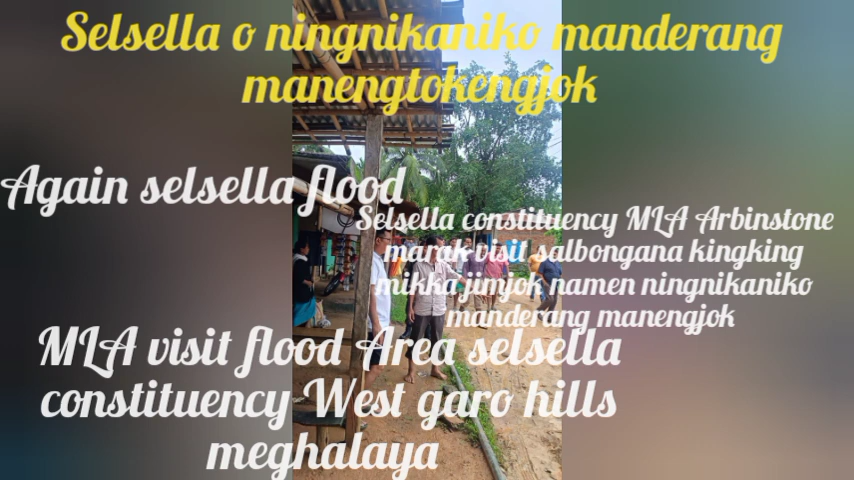 Selsella o ningnikaniko manderang
manengtokengjok
Again selsella flood
Selsella constituency MLA Arbinstone
marak visit salbongana kingking
mikka jimjok namen ningnikaniko
manderang manengjok
MLA visit flood Area selsella
constituency West garo hills
meghalaya